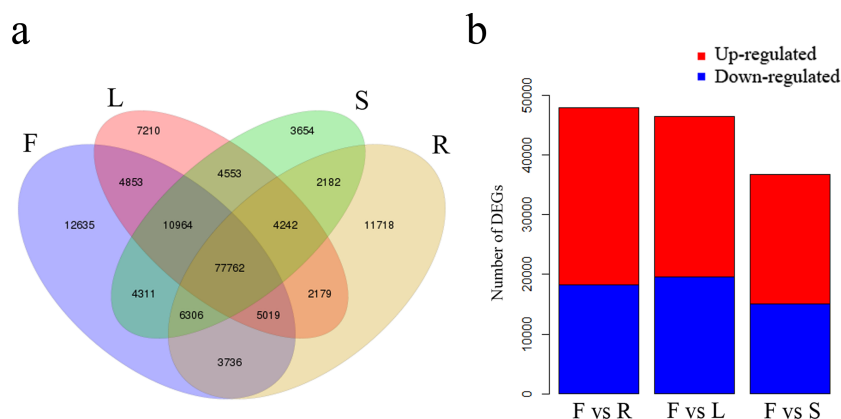 a
F
L
S
R
7210
3654
4853
4553
2182
12635
10964
4242
11718
77762
4311
6306
5019
2179
3736
b
Up-regulated
Down-regulated
Number of DEGs
50000
40000
30000
20000
10000
0
F vs R
F vs L
F vs S